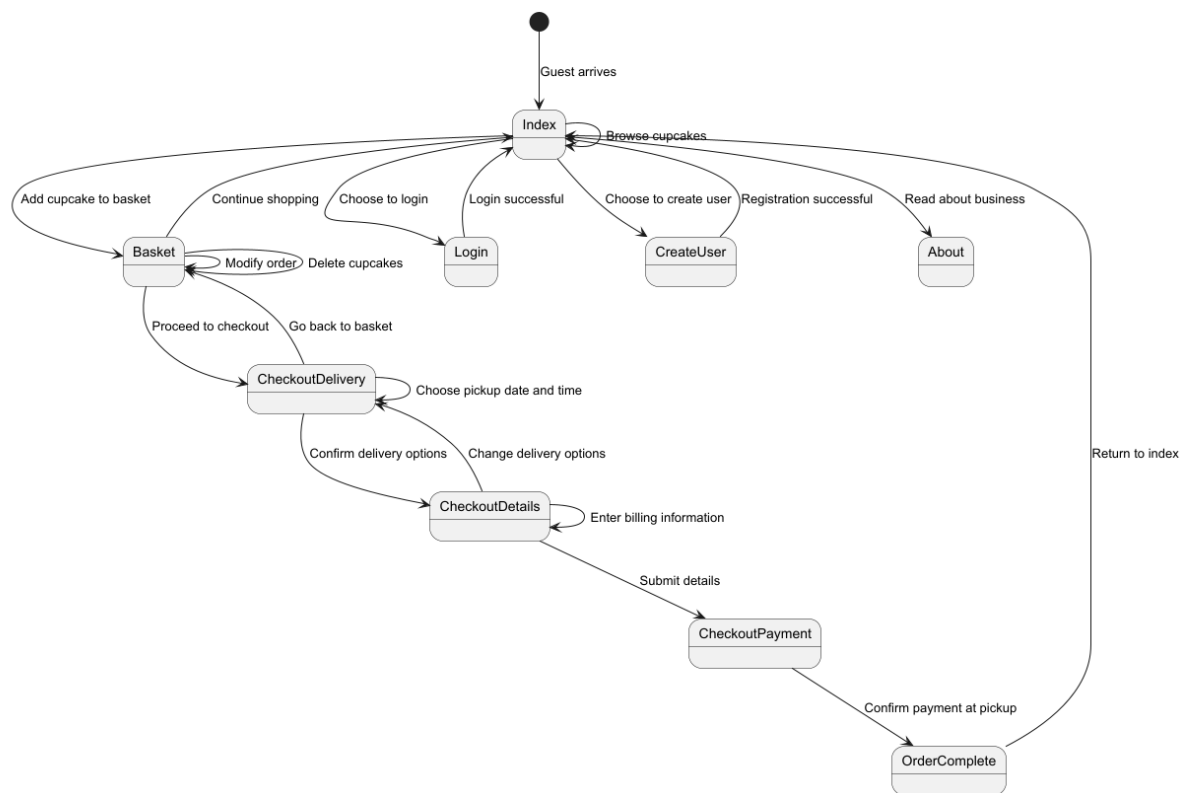 Guest arrives
Index
Browse cupcakes
Add cupcake to basket
Continue shopping
Choose to login
Login successful
Choose to create user
Registration successful
Read about business
Basket
Modify order
Delete cupcakes
Login
CreateUser
About
Proceed to checkout
Go back to basket
CheckoutDelivery
Choose pickup date and time
Confirm delivery options
Change delivery options
Return to index
CheckoutDetails
Enter billing information
Submit details
CheckoutPayment
Confirm payment at pickup
OrderComplete